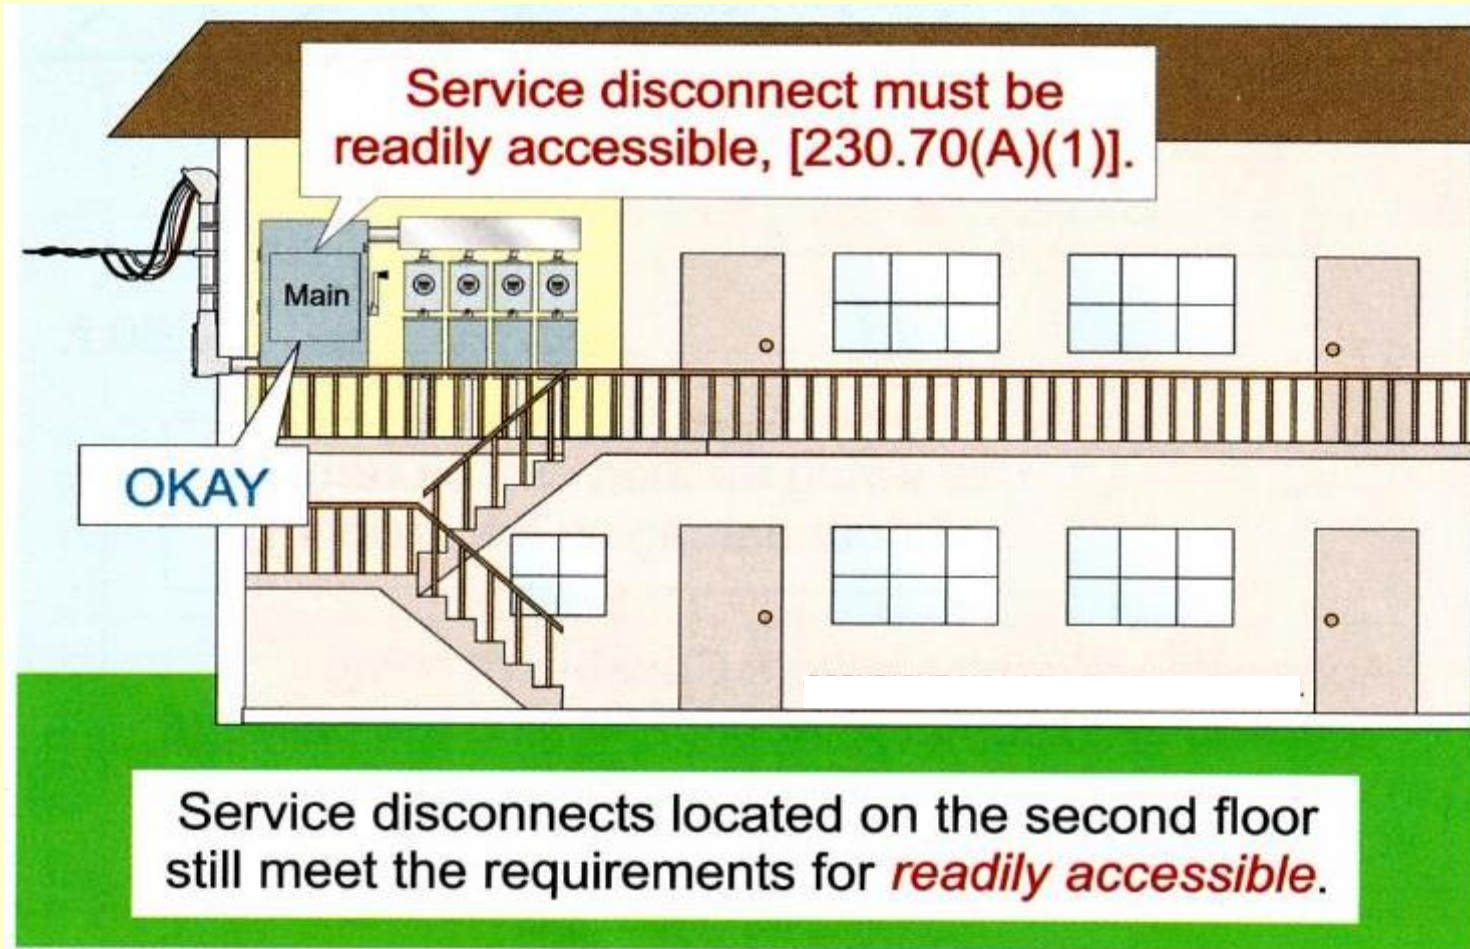 Service disconnect must be
readily accessible, [230.70(A)(1)].
Main
OKAY
Service disconnects located on the second floor
still meet the requirements for readily accessible.